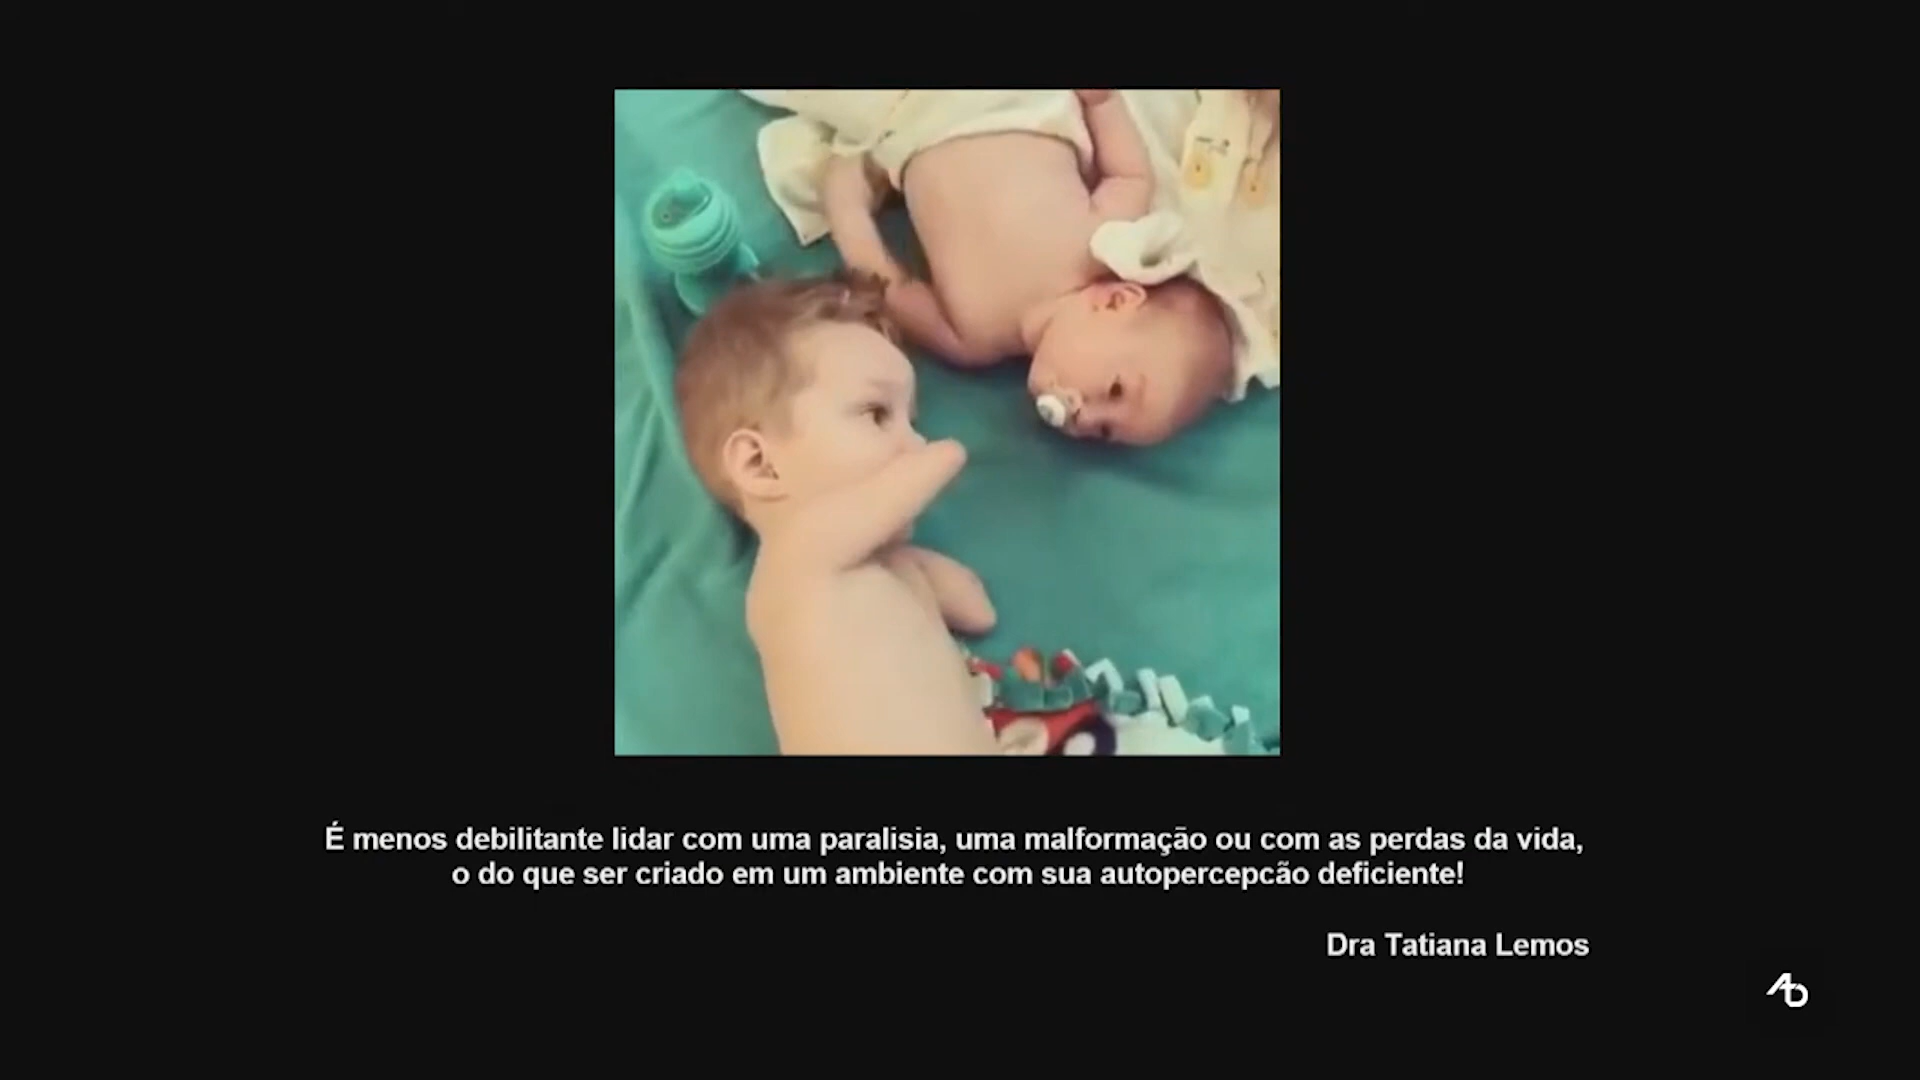 É menos debilitante lidar com uma paralisia, uma malformação ou com as perdas da vida,
o do que ser criado em um ambiente com sua autopercepcão deficiente!
Dra Tatiana Lemos
AD